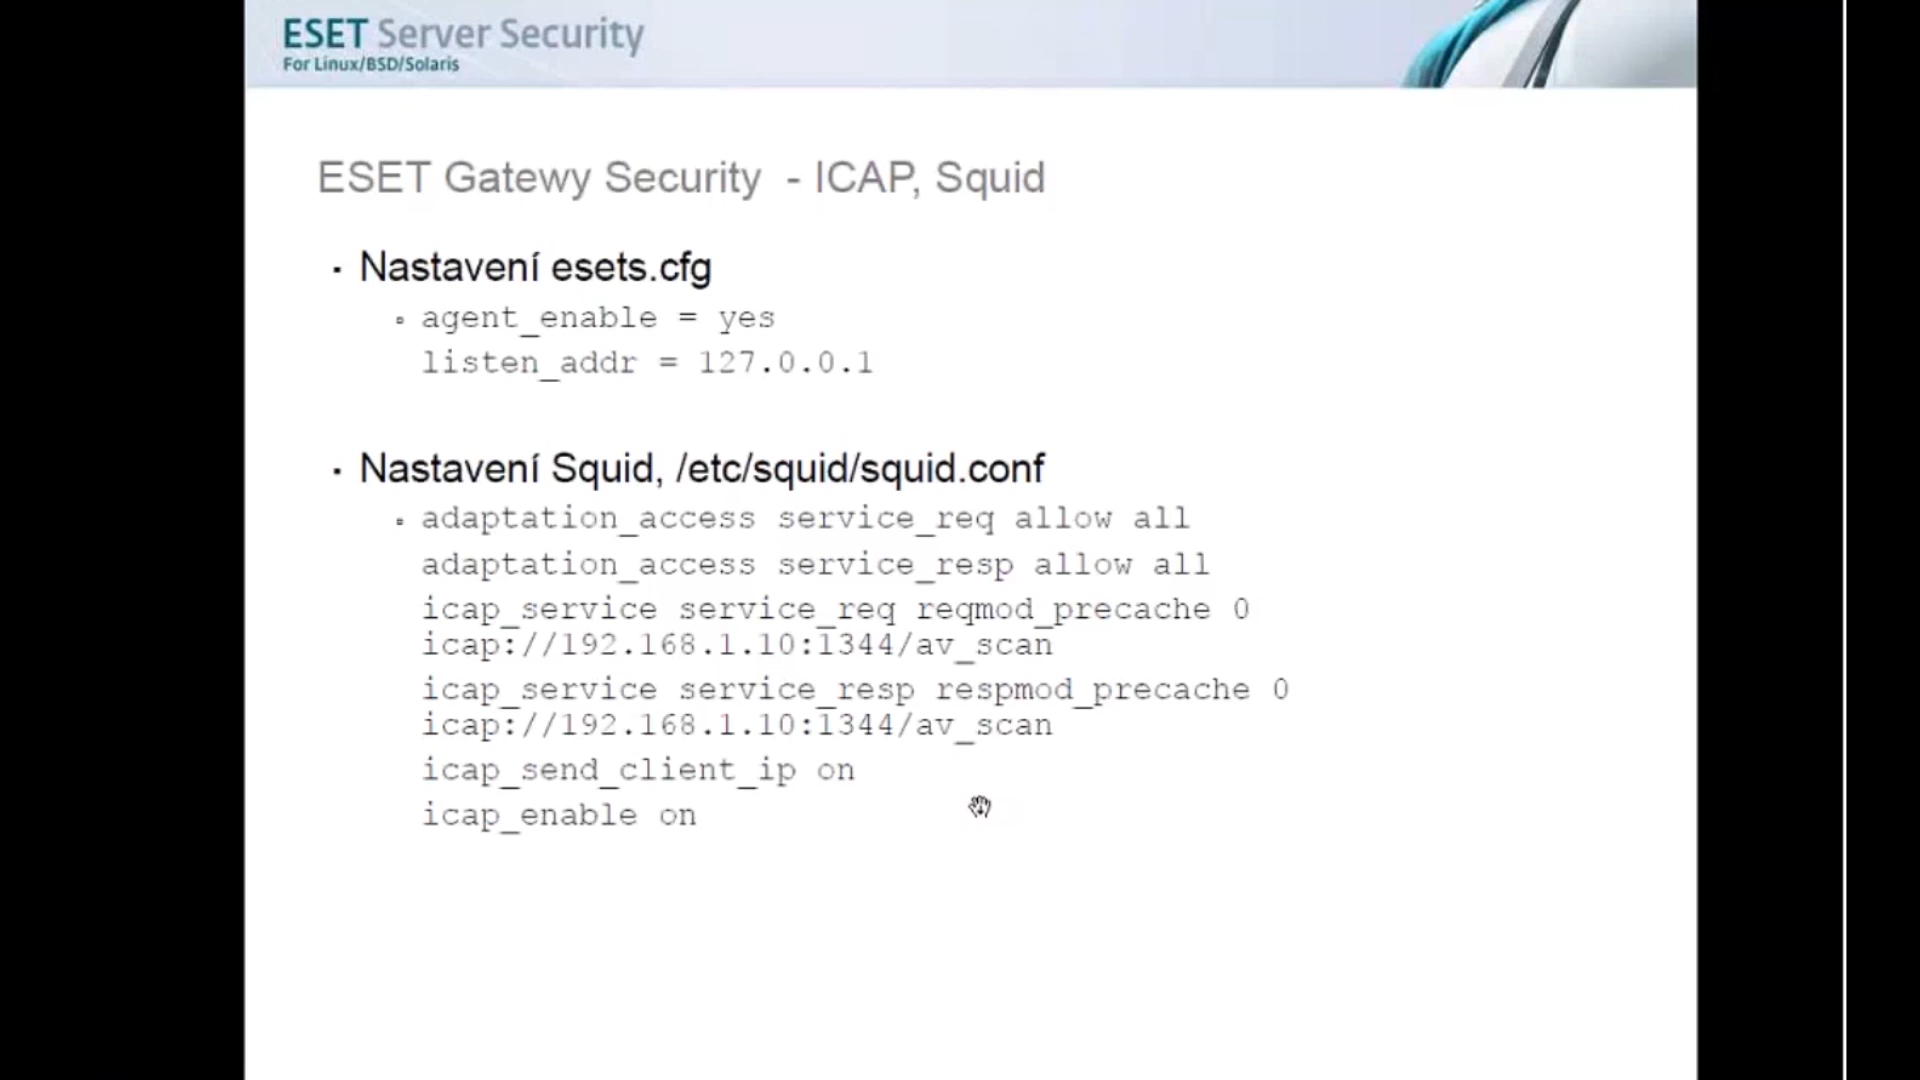 ESET Server Security
For Linux/BSD/Solaris
ESET Gatewy Security - ICAP, Squid
Nastavení esets.cfg
agent_enable = yes
listen_addr = 127.0.0.1
Nastavení Squid, /etc/squid/squid.conf
adaptation_access service_req allow all
adaptation_access service_resp allow all
icap_service service_req reqmod_precache 0
icap://192.168.1.10:1344/av_scan
icap_service service_resp respmod_precache 0
icap://192.168.1.10:1344/av_scan
icap_send_client_ip on
icap_enable on